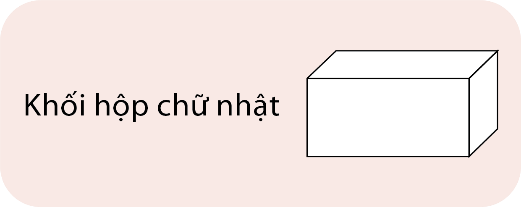 Khối hộp chữ nhật